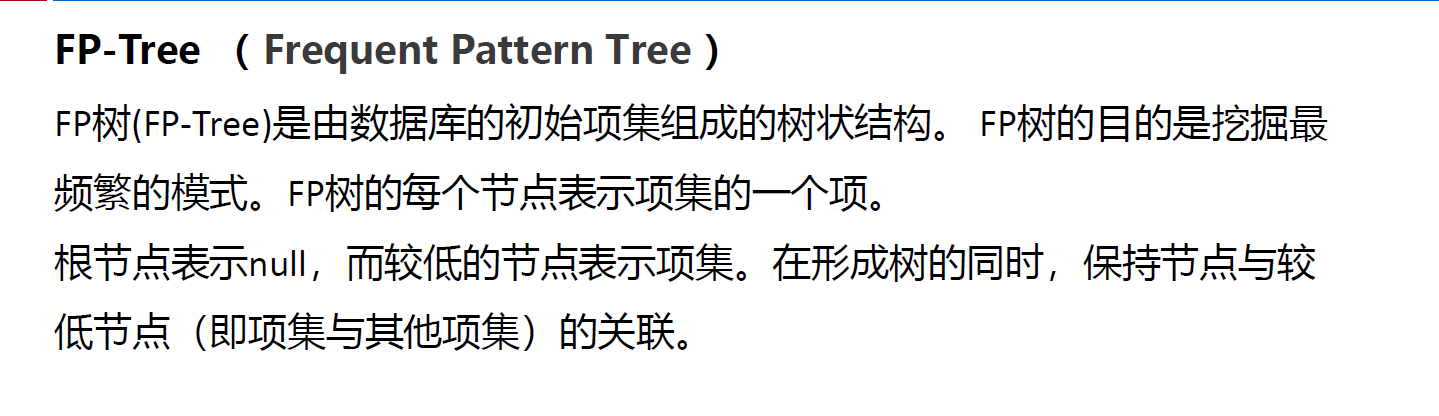 FP-Tree （ Frequent Pattern Tree ）
FP树(FP-Tree)是由数据库的初始项集组成的树状结构。 FP树的目的是挖掘最
频繁的模式。FP树的每个节点表示项集的一个项。
根节点表示null，而较低的节点表示项集。在形成树的同时，保持节点与较
低节点（即项集与其他项集）的关联。